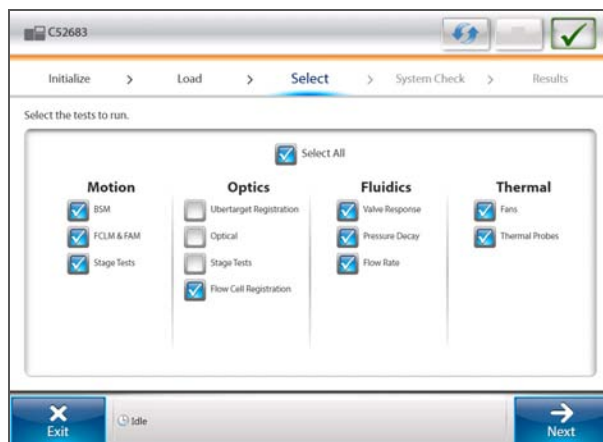 C52683
Initialize > Load > Select > System Check > Results
Select the tests to run.
Select All
Motion
BSM
FCLM & FAM
Stage Tests
Optics
Ubertarget Registration
Optical
Stage Tests
Flow Cell Registration
Fluidics
Valve Response
Pressure Decay
Flow Rate
Thermal
Fans
Thermal Probes
Exit
Idle
Next